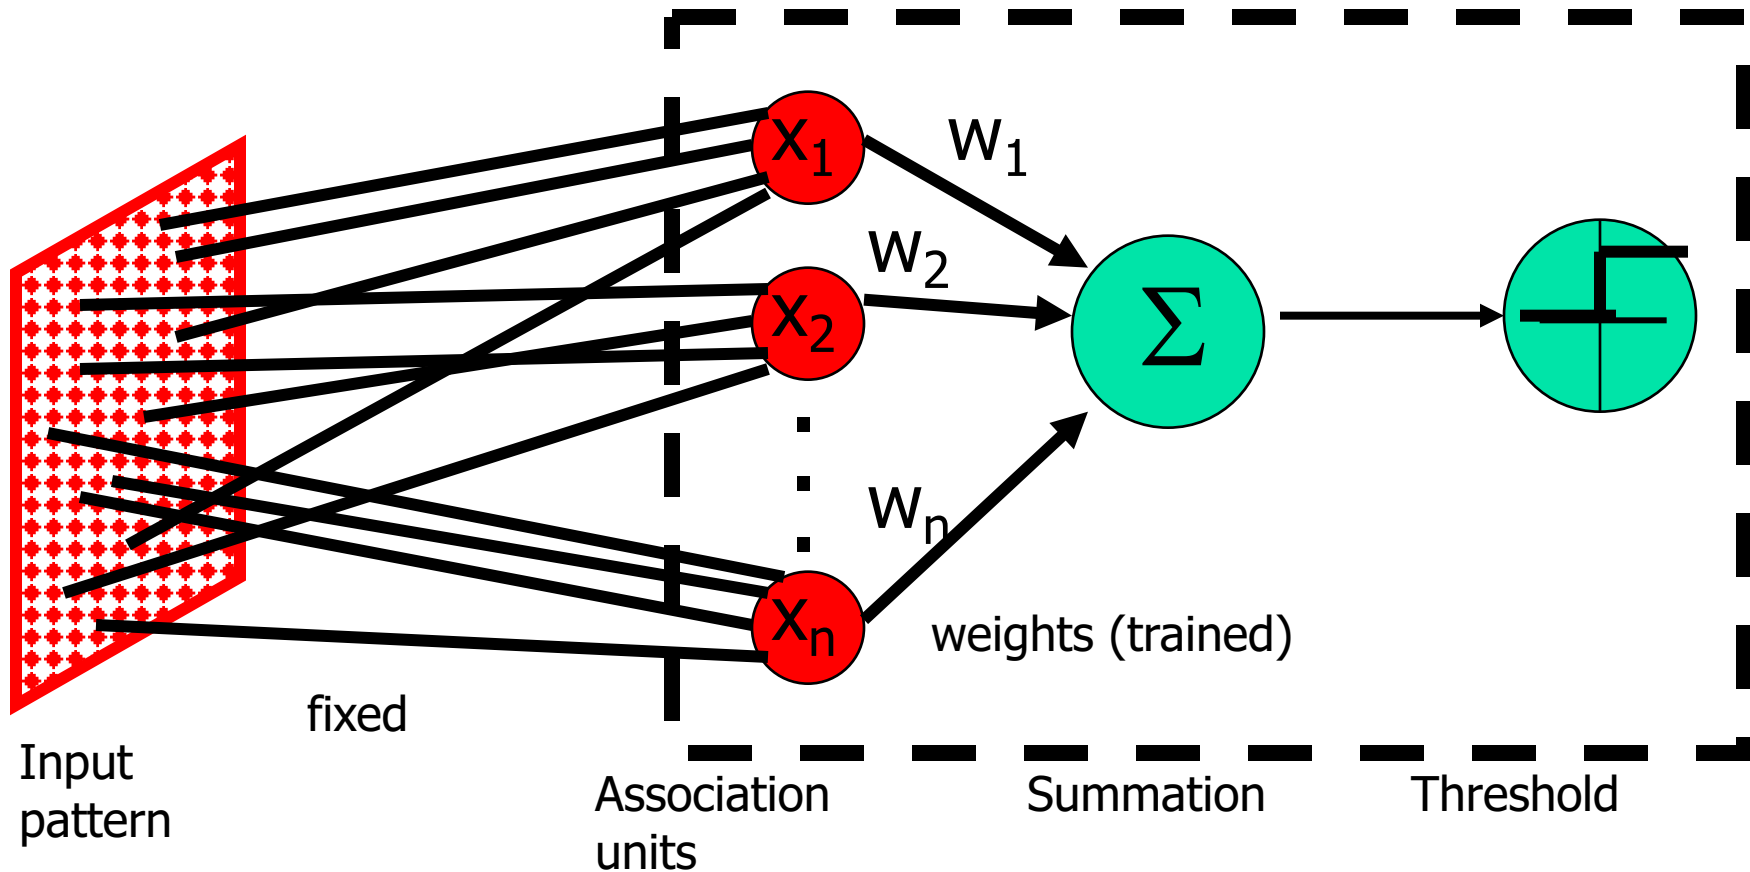 x₁
w₁
x₂
w₂
Σ
xₙ
wₙ
weights (trained)
fixed
Input
pattern
Association
units
Summation
Threshold